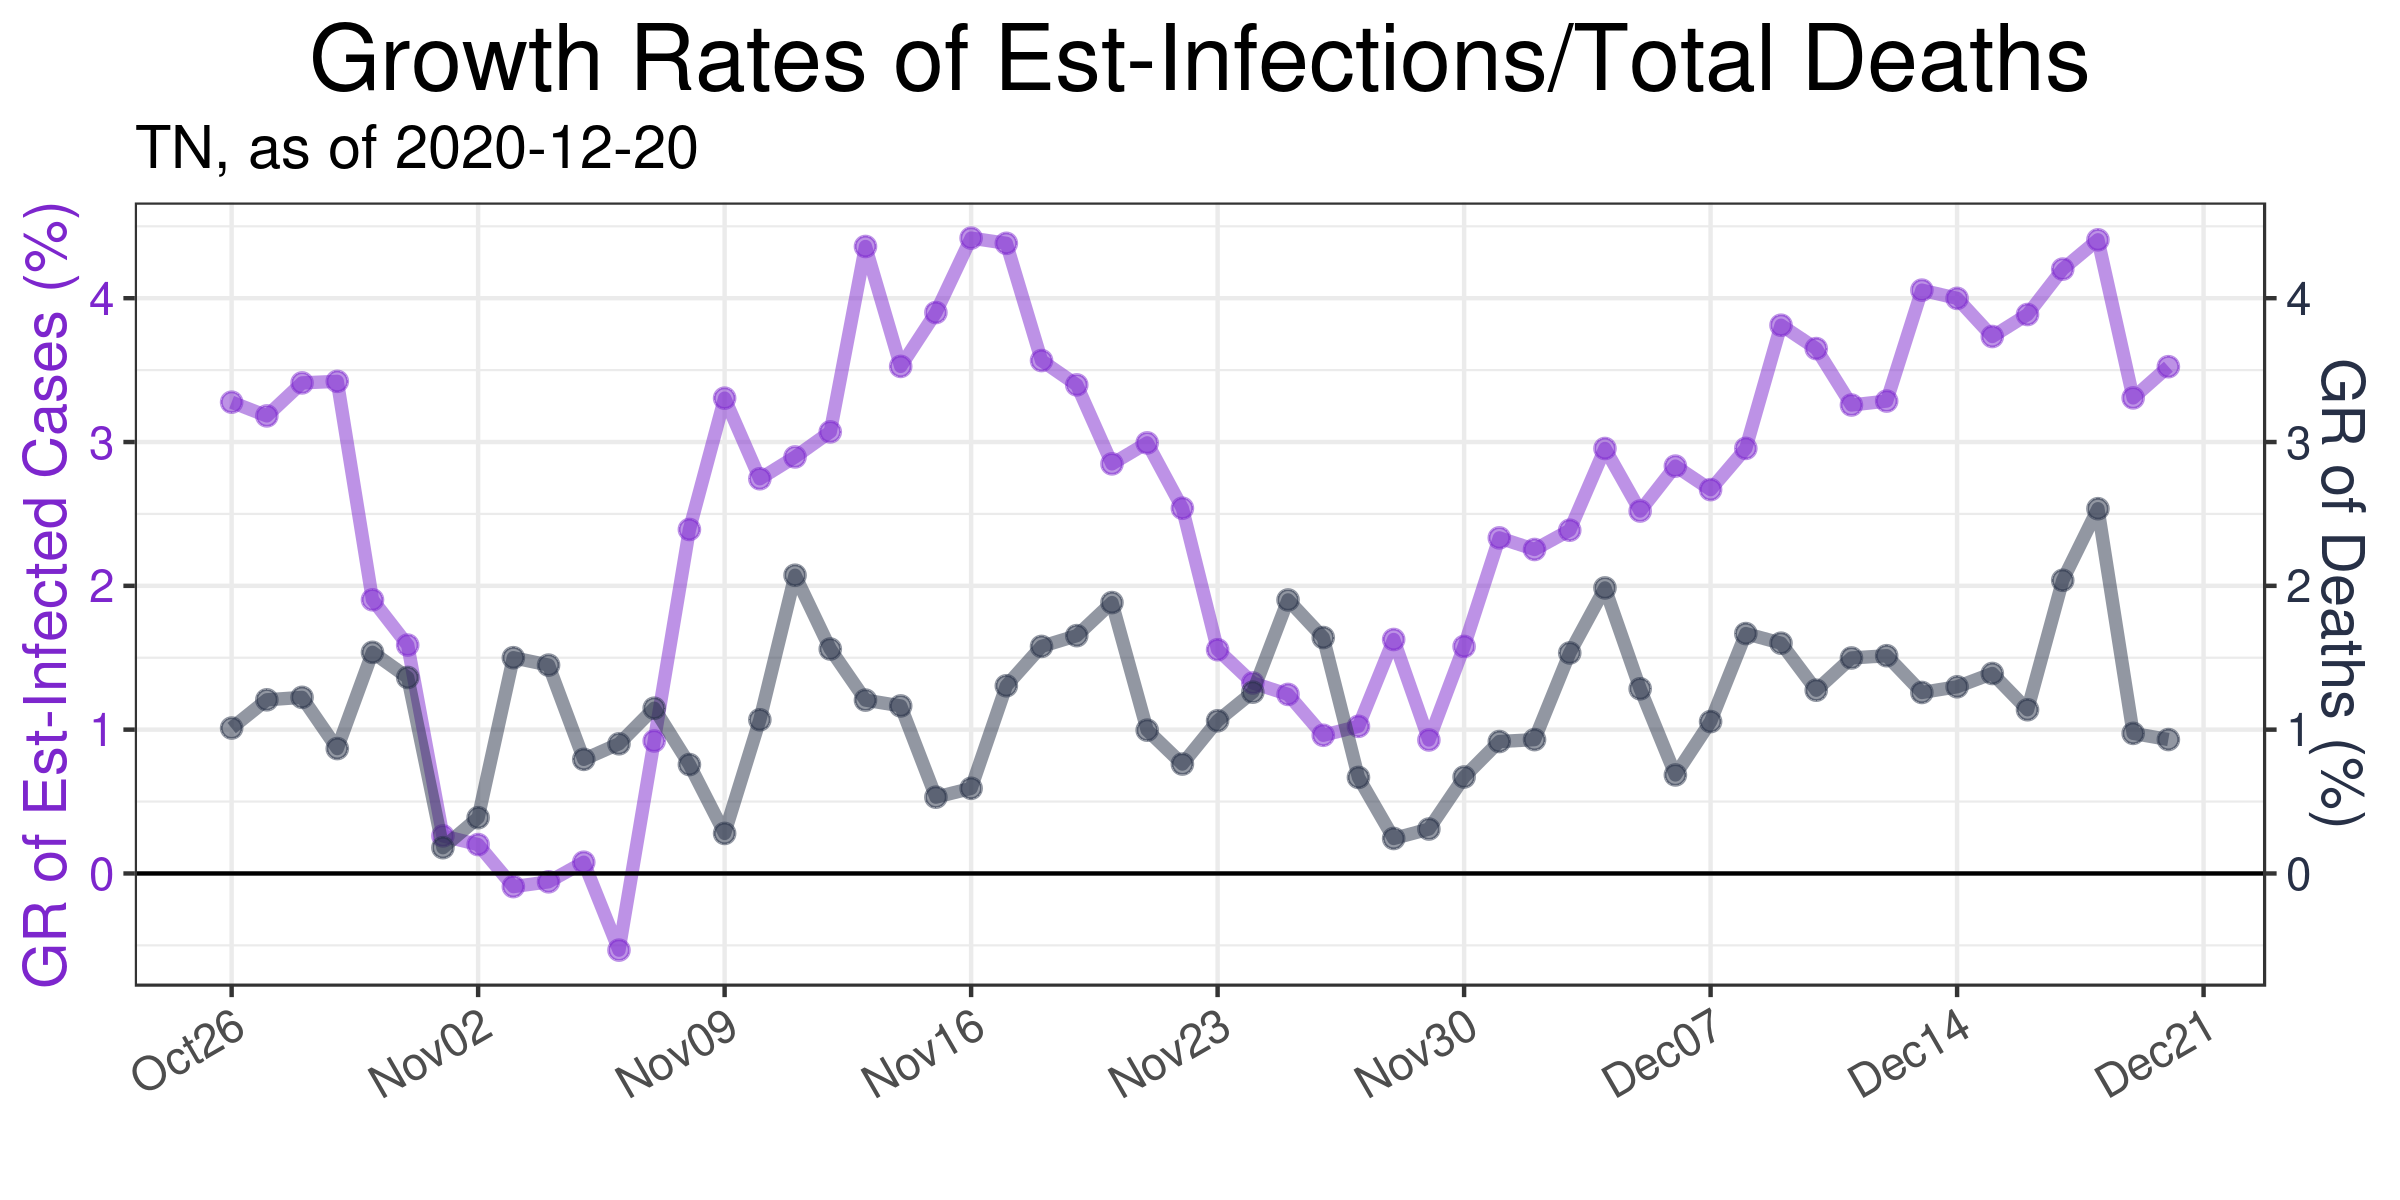 Growth Rates of Est-Infections/Total Deaths
TN, as of 2020-12-20
GR of Est-Infected Cases (%)
4
3
2
1
0
4
3
2
1
0
GR of Deaths (%)
Oct26
Nov02
Nov09
Nov16
Nov23
Nov30
Dec07
Dec14
Dec21